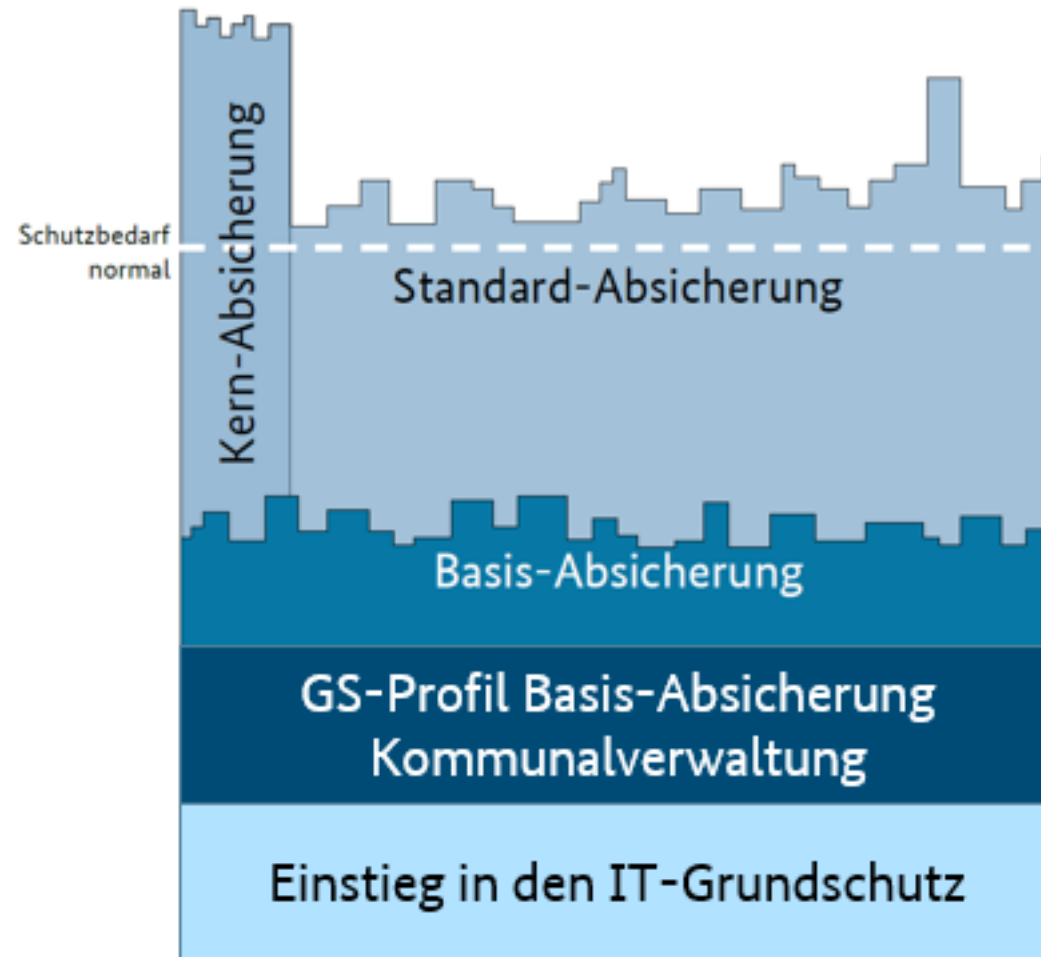 Kern-Absicherung
Schutzbedarf
normal
Standard-Absicherung
Basis-Absicherung
GS-Profil Basis-Absicherung
Kommunalverwaltung
Einstieg in den IT-Grundschutz